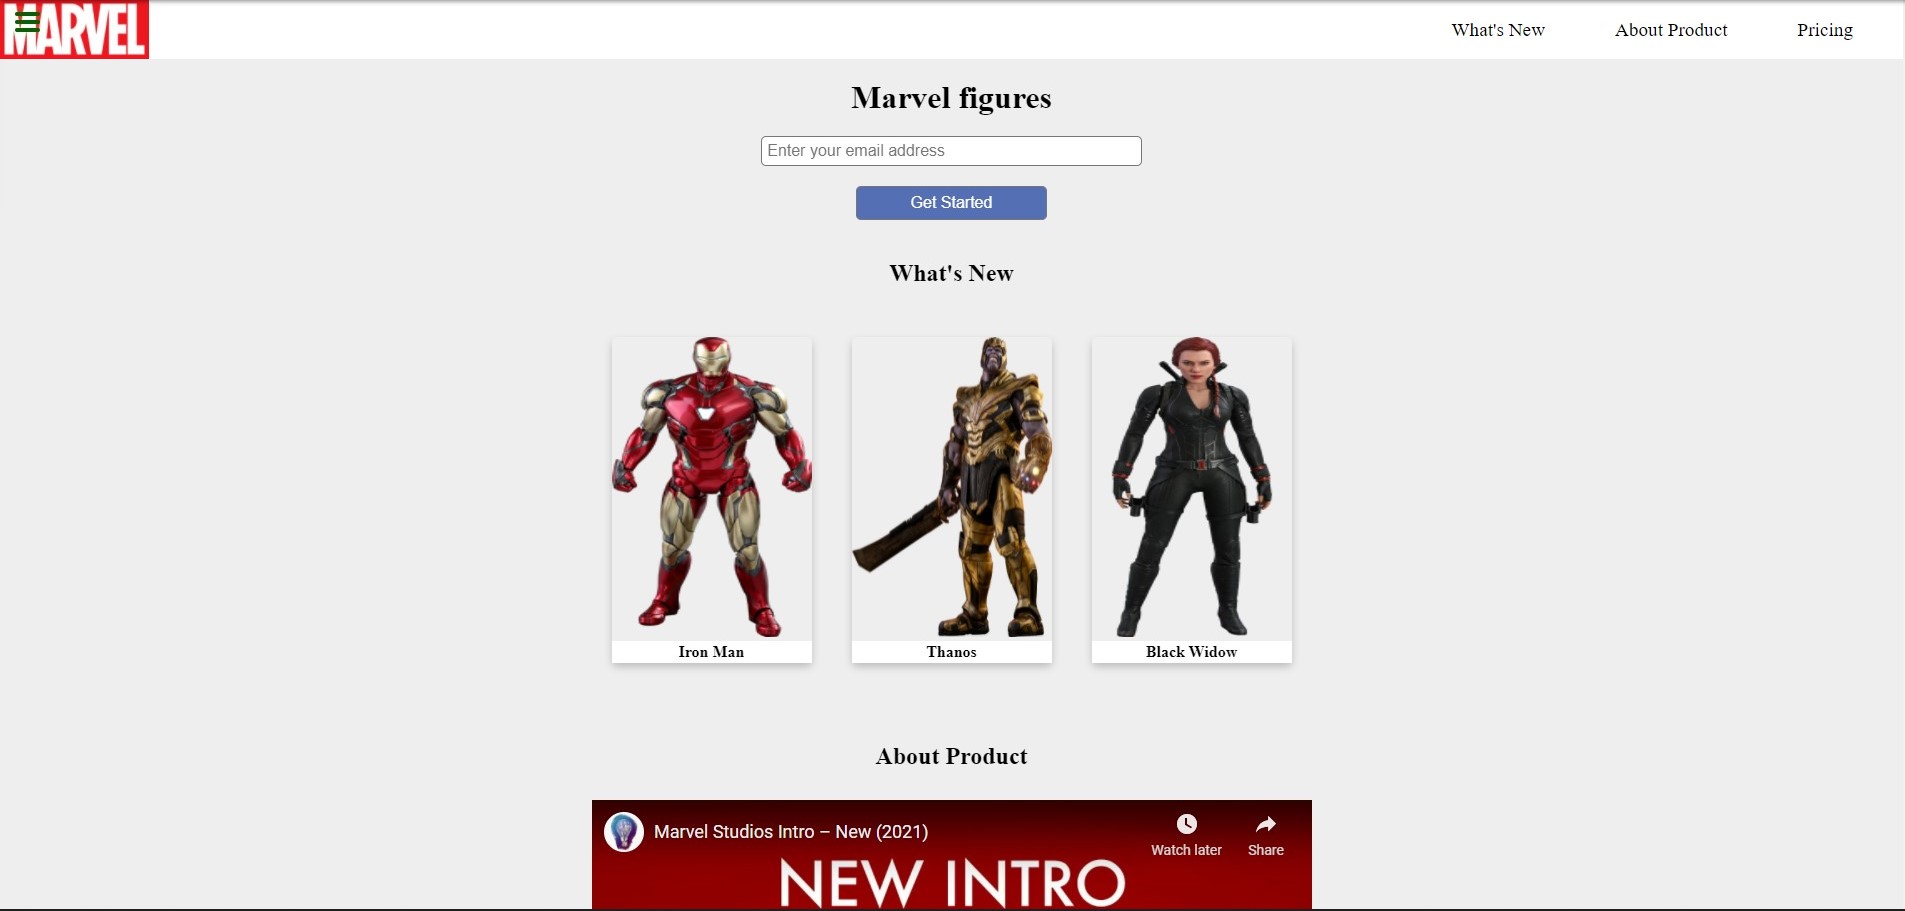 MARVEL
What's New
About Product
Pricing
Marvel figures
Enter your email address
Get Started
What's New
Iron Man
Thanos
Black Widow
About Product
Marvel Studios Intro – New (2021)
Watch later
Share
NEW INTRO